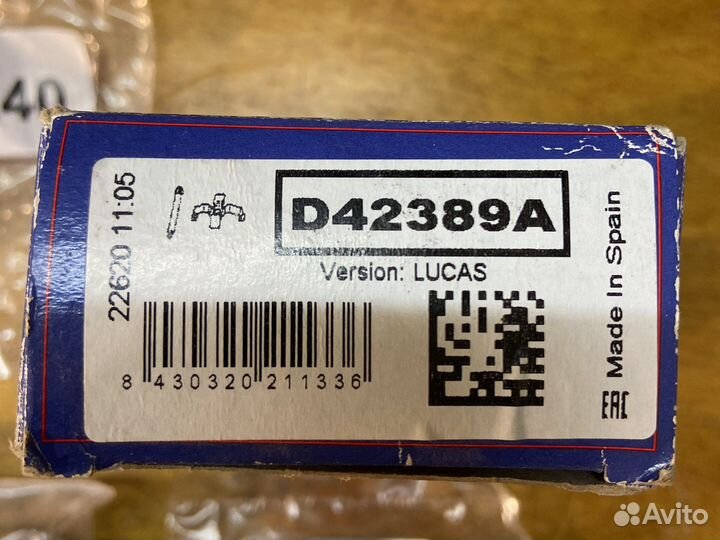 40
22620 11:05
D42389A
Version: LUCAS
8 430320 211336
Made In Spain
EAC
Avito